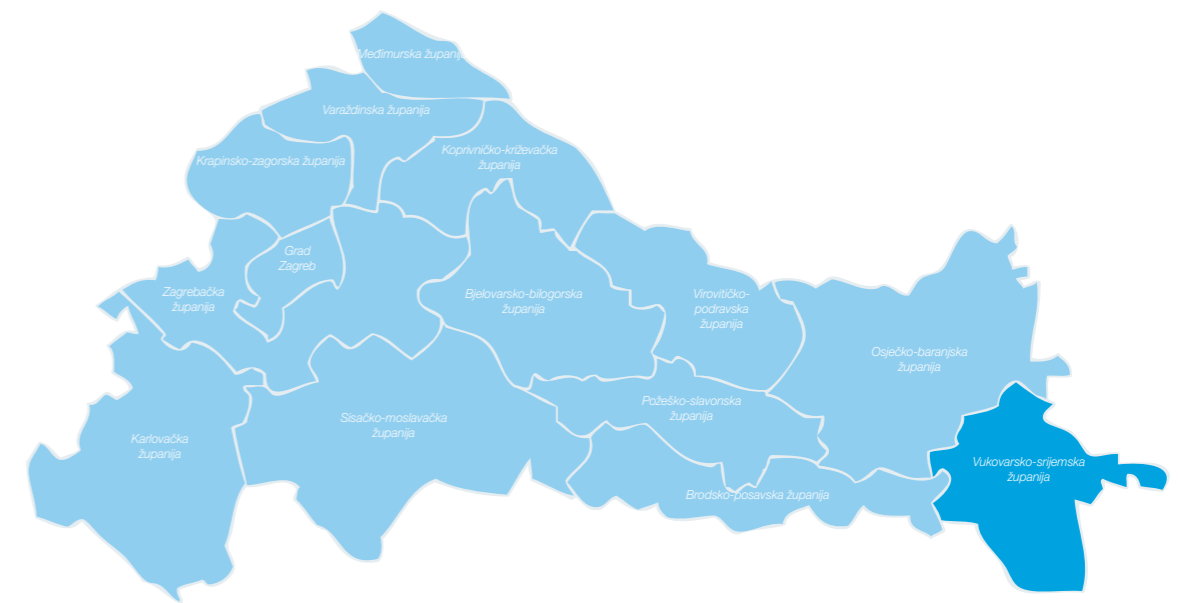 Međimurska županija
Varaždinska županija
Koprivničko-križevačka
županija
Krapinsko-zagorska županija
Grad
Zagreb
Zagrebačka
županija
Bjelovarsko-bilogorska
županija
Virovitičko-
podravska
županija
Osječko-baranjska
županija
Požeško-slavonska
županija
Sisačko-moslavačka
županija
Karlovačka
županija
Vukovarsko-srijemska
županija
Brodsko-posavska županija